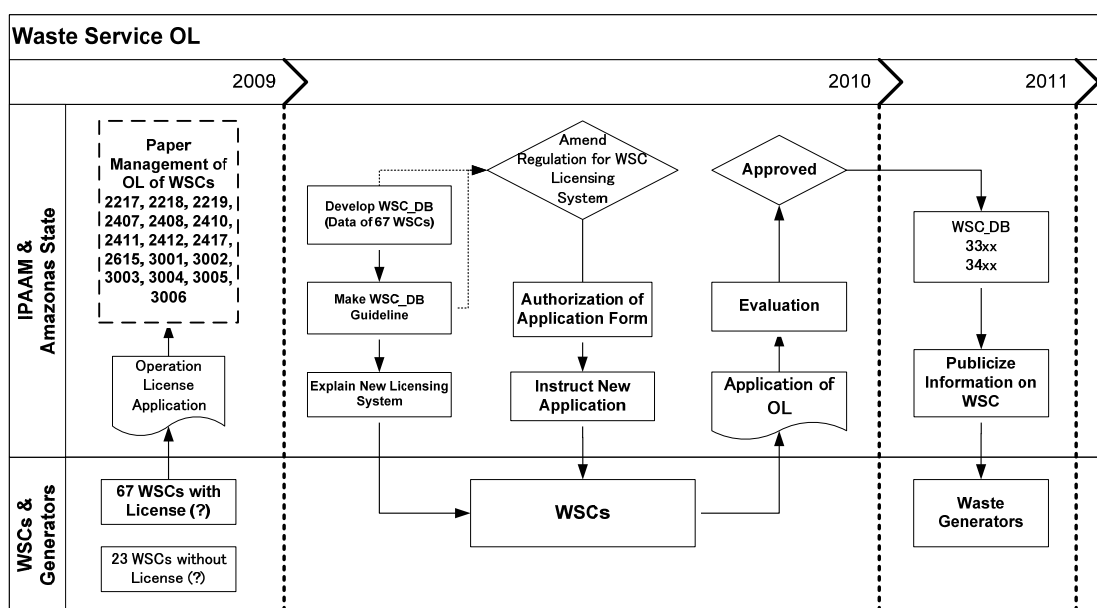 Waste Service OL
2009
2010
2011
IPAAM &
Amazonas State
Paper
Management of
OL of WSCs
2217, 2218, 2219,
2407, 2408, 2410,
2411, 2412, 2417,
2615, 3001, 3002,
3003, 3004, 3005,
3006
Operation
License
Application
Develop WSC_DB
(Data of 67 WSCs)
Make WSC_DB
Guideline
Explain New Licensing
System
Amend
Regulation for WSC
Licensing
System
Authorization of
Application Form
Instruct New
Application
Approved
Evaluation
Application of
OL
WSC_DB
33xx
34xx
Publicize
Information on
WSC
WSCs &
Generators
67 WSCs with
License (?)
23 WSCs without
License (?)
WSCs
Waste
Generators